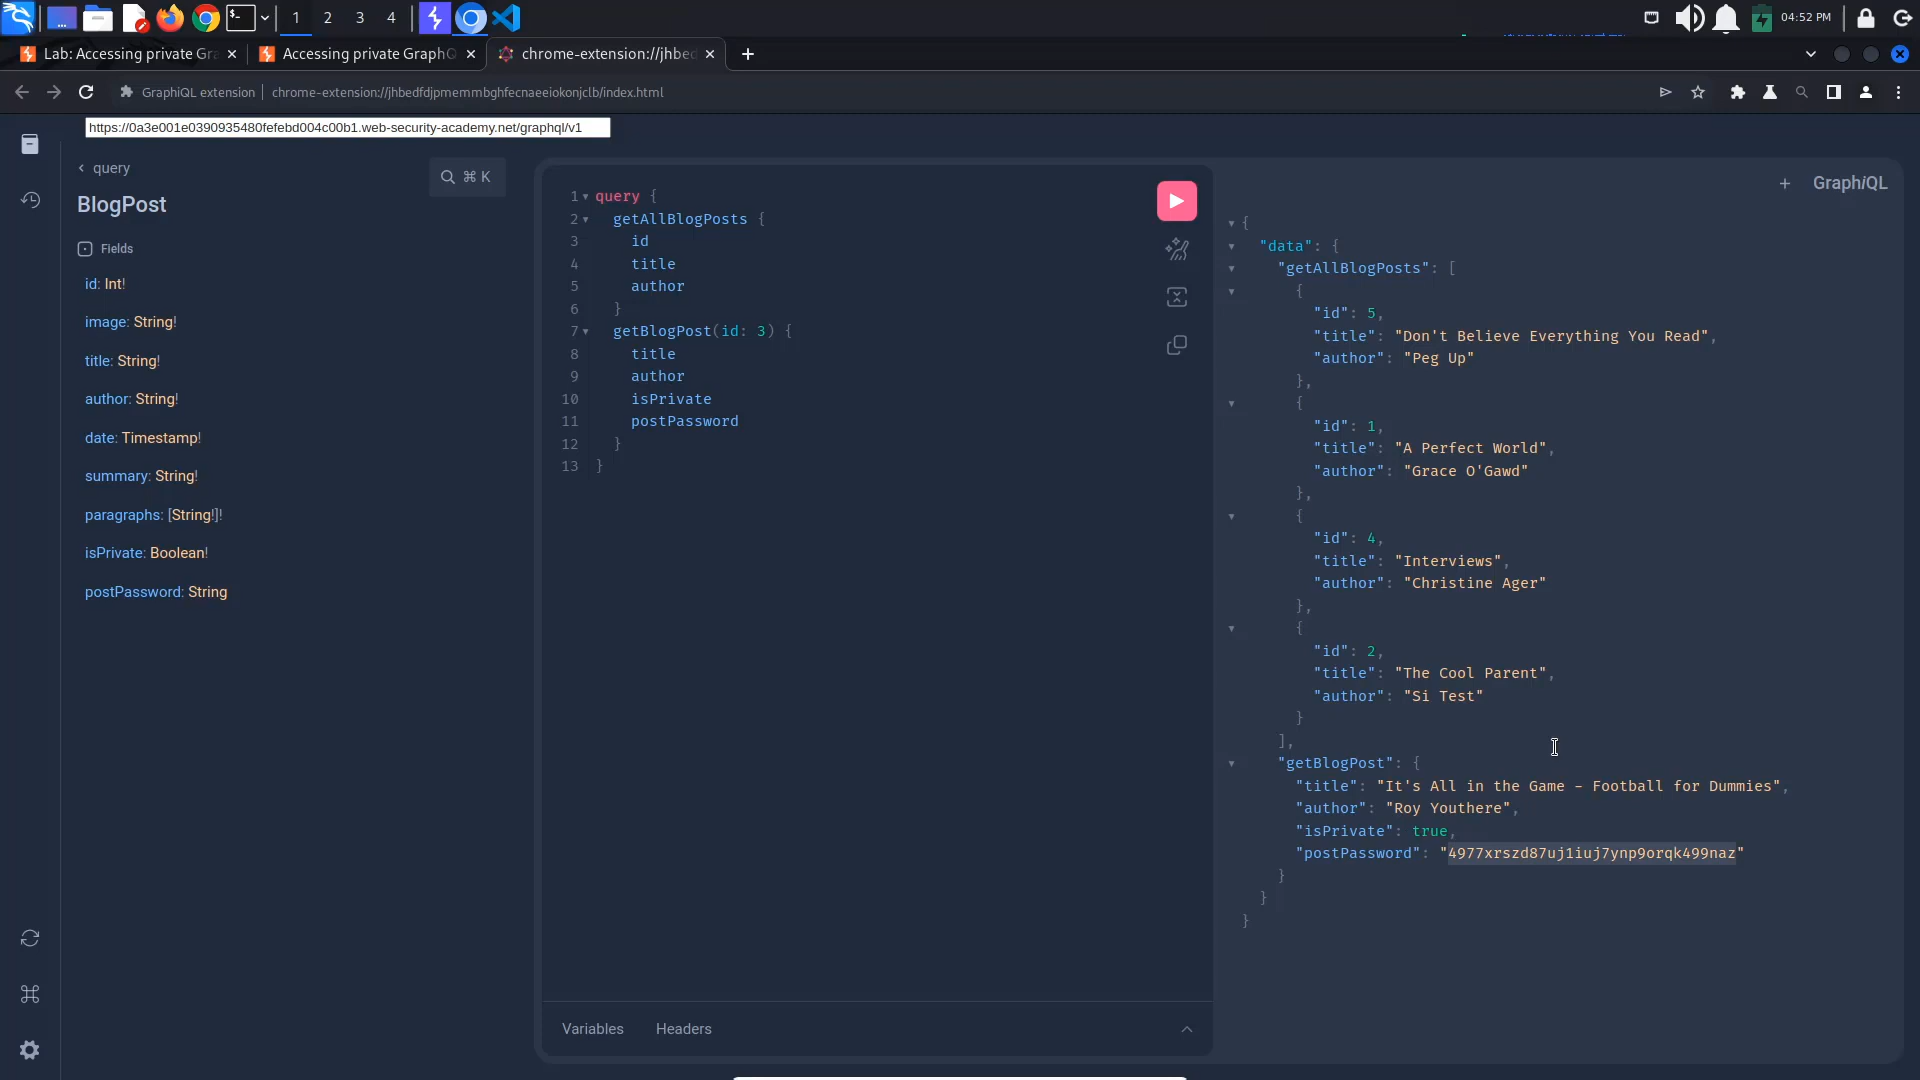 1 2 3 4
04:52 PM
Lab: Accessing private Gra
Accessing private GraphQ
chrome-extension://jhbed
GraphiQL extension
chrome-extension://jhbedfdjpmemmbghfecnaeeiokonjclb/index.html
https://0a3e001e0390935480fefebd004c00b1.web-security-academy.net/graphql/v1
query
⌘ K
BlogPost
Fields
id: Int!
image: String!
title: String!
author: String!
date: Timestamp!
summary: String!
paragraphs: [String!]!
isPrivate: Boolean!
postPassword: String
1 query {
2 getAllBlogPosts {
3 id
4 title
5 author
6 }
7 getBlogPost(id: 3) {
8 title
9 author
10 isPrivate
11 postPassword
12 }
13 }
Variables
Headers
+ GraphiQL
{
"data": {
"getAllBlogPosts": [
{
"id": 5,
"title": "Don't Believe Everything You Read",
"author": "Peg Up"
},
{
"id": 1,
"title": "A Perfect World",
"author": "Grace O'Gawd"
},
{
"id": 4,
"title": "Interviews",
"author": "Christine Ager"
},
{
"id": 2,
"title": "The Cool Parent",
"author": "Si Test"
}
],
"getBlogPost": {
"title": "It's All in the Game - Football for Dummies",
"author": "Roy Youthere",
"isPrivate": true,
"postPassword": "4977xrszd87uj1iuj7ynp9orqk499naz"
}
}
}